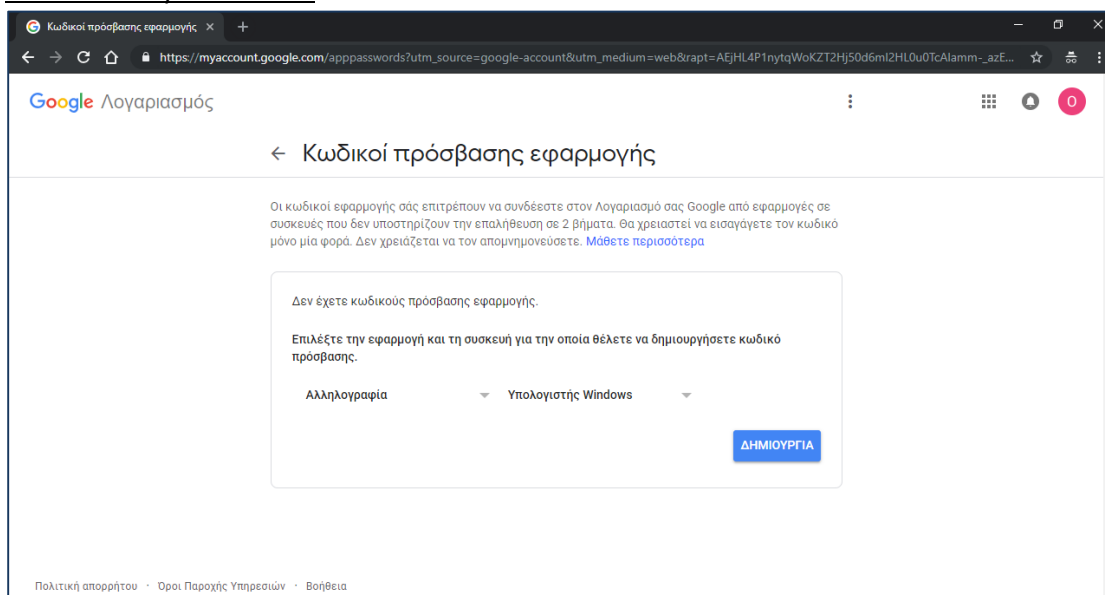 Κωδικοί πρόσβασης εφαρμογής
https://myaccount.google.com/apppasswords?utm_source=google-account&utm_medium=web&rapt=AEjHL4P1nytqWoKZT2Hj50d6ml2HL0u0TcAlamm-_azE...
Google Λογαριασμός
O
Κωδικοί πρόσβασης εφαρμογής
Οι κωδικοί εφαρμογής σάς επιτρέπουν να συνδέεστε στον Λογαριασμό σας Google από εφαρμογές σε
συσκευές που δεν υποστηρίζουν την επαλήθευση σε 2 βήματα. Θα χρειαστεί να εισαγάγετε τον κωδικό
μόνο μία φορά. Δεν χρειάζεται να τον απομνημονεύσετε. Μάθετε περισσότερα
Δεν έχετε κωδικούς πρόσβασης εφαρμογής.
Επιλέξτε την εφαρμογή και τη συσκευή για την οποία θέλετε να δημιουργήσετε κωδικό
πρόσβασης.
Αλληλογραφία Υπολογιστής Windows
ΔΗΜΙΟΥΡΓΙΑ
Πολιτική απορρήτου · Όροι Παροχής Υπηρεσιών · Βοήθεια